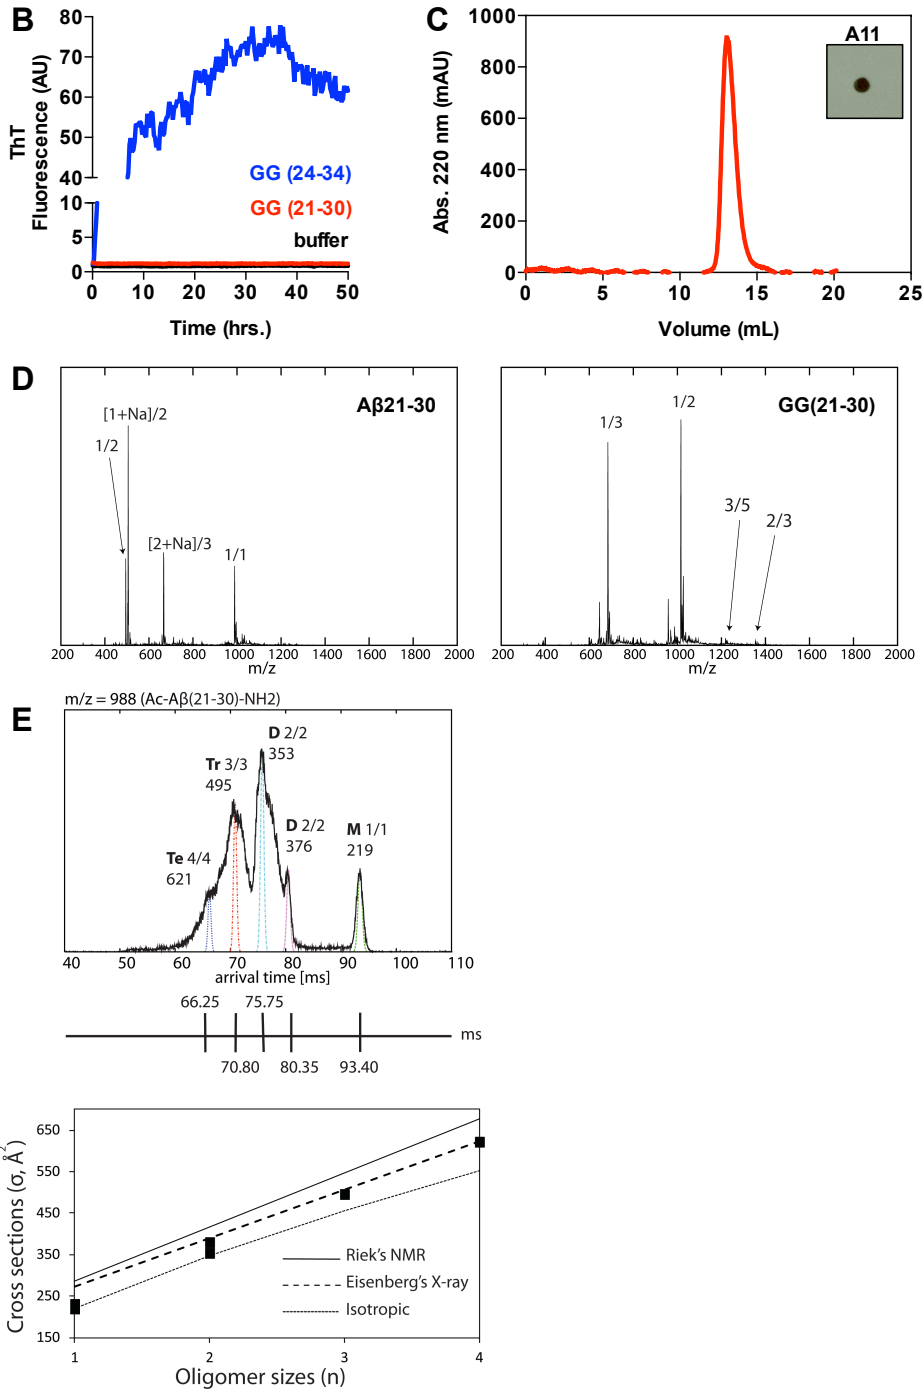 B
80
70
60
50
40
10
5
0
ThT
Fluorescence (AU)
GG (24-34)
GG (21-30)
buffer
0 10 20 30 40 50
Time (hrs.)
C
1000
800
600
400
200
0
Abs. 220 nm (mAU)
A11
0 5 10 15 20 25
Volume (mL)
D
Aβ21-30
[1+Na]/2
1/2
[2+Na]/3
1/1
200 400 600 800 1000 1200 1400 1600 1800 2000
m/z
GG(21-30)
1/2
1/3
3/5
2/3
200 400 600 800 1000 1200 1400 1600 1800 2000
m/z
E
m/z = 988 (Ac-Aβ(21-30)-NH2)
D 2/2
353
Tr 3/3
495
D 2/2
376
M 1/1
219
Te 4/4
621
40 50 60 70 80 90 100 110
arrival time [ms]
66.25 75.75
ms
70.80 80.35 93.40
650
550
450
350
250
150
Cross sections (σ, Å²)
Riek's NMR
Eisenberg's X-ray
Isotropic
1 2 3 4
Oligomer sizes (n)